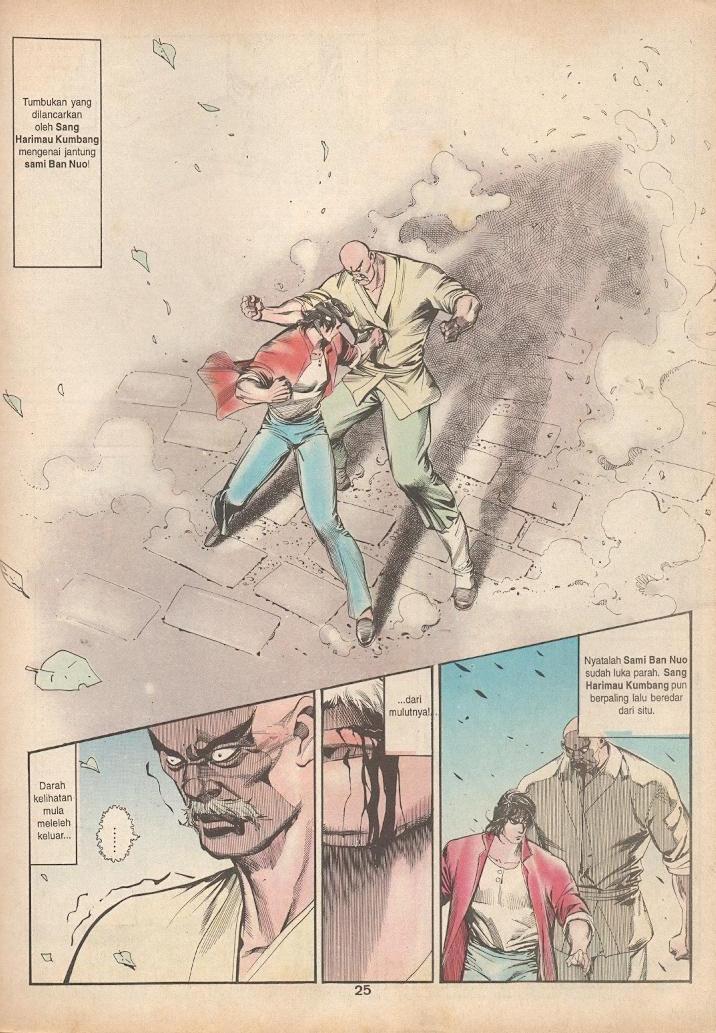 Tumbukan yang
dilancarkan
oleh Sang
Harimau Kumbang
mengenai jantung
sami Ban Nuo!
Darah
kelihatan
mula
meleleh
keluar...
......
...dari
mulutnya!...
Nyatalah Sami Ban Nuo
sudah luka parah. Sang
Harimau Kumbang pun
berpaling lalu beredar
dari situ.
25